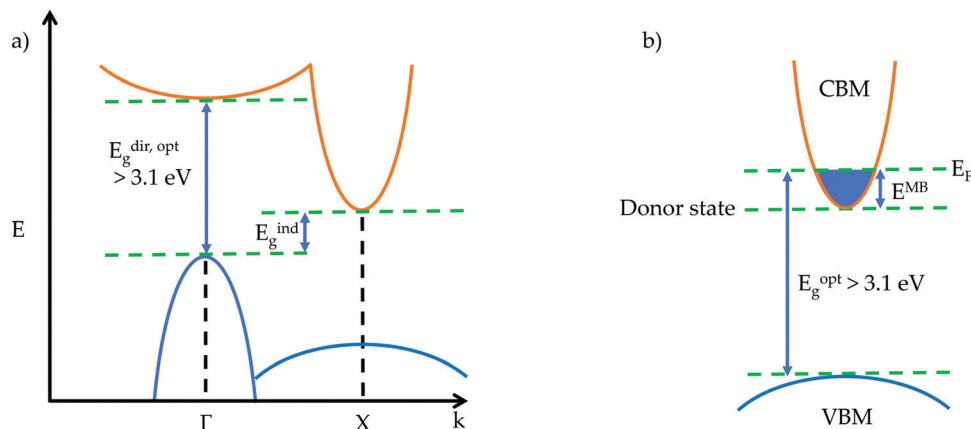 a)
E
E_g^dir, opt
> 3.1 eV
E_g^ind
Γ
X
k
b)
CBM
E_F
E^MB
Donor state
E_g^opt > 3.1 eV
VBM